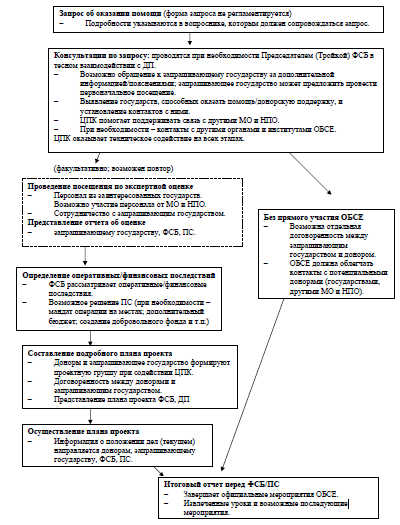 Запрос об оказании помощи (форма запроса не регламентируется)
– Подробности указываются в вопроснике, которым должен сопровождаться запрос.
Консультации по запросу: проводятся при необходимости Председателем (Тройкой) ФСБ в
тесном взаимодействии с ДП.
– Возможно обращение к запрашивающему государству за дополнительной
информацией/пояснениями; запрашивающее государство может предложить провести
первоначальное посещение.
– Выявление государств, способных оказать помощь/донорскую поддержку, и
установление контактов с ними.
– ЦПК помогает поддерживать связь с другими МО и НПО.
– При необходимости – контакты с другими органами и институтами ОБСЕ.
ЦПК оказывает техническое содействие на всех этапах.
(факультативно; возможен повтор)
Проведение посещения по экспертной оценке
– Персонал из заинтересованных государств.
Возможно участие персонала от МО и НПО.
– Сотрудничество с запрашивающим государством.
Представление отчета об оценке
– запрашивающему государству, ФСБ, ПС.
Без прямого участия ОБСЕ
– Возможна отдельная
договоренность между
запрашивающим
государством и донором.
– ОБСЕ должна облегчать
контакты с потенциальными
донорами (государствами,
другими МО и НПО).
Определение оперативных/финансовых последствий
– ФСБ рассматривает оперативные/финансовые
последствия.
– Возможное решение ПС (при необходимости –
мандат операции на местах; дополнительный
бюджет; создание добровольного фонда и т.п.)
Составление подробного плана проекта
– Доноры и запрашивающее государство формируют
проектную группу при содействии ЦПК.
– Договоренность между донорами и
запрашивающим государством.
– Представление плана проекта ФСБ, ДП
Осуществление плана проекта
– Информация о положении дел (текущем)
направляется донорам, запрашивающему
государству, ФСБ, ПС.
Итоговый отчет перед ФСБ/ПС
– Завершает официальные мероприятия ОБСЕ.
– Извлеченные уроки и возможные последующие
мероприятия.